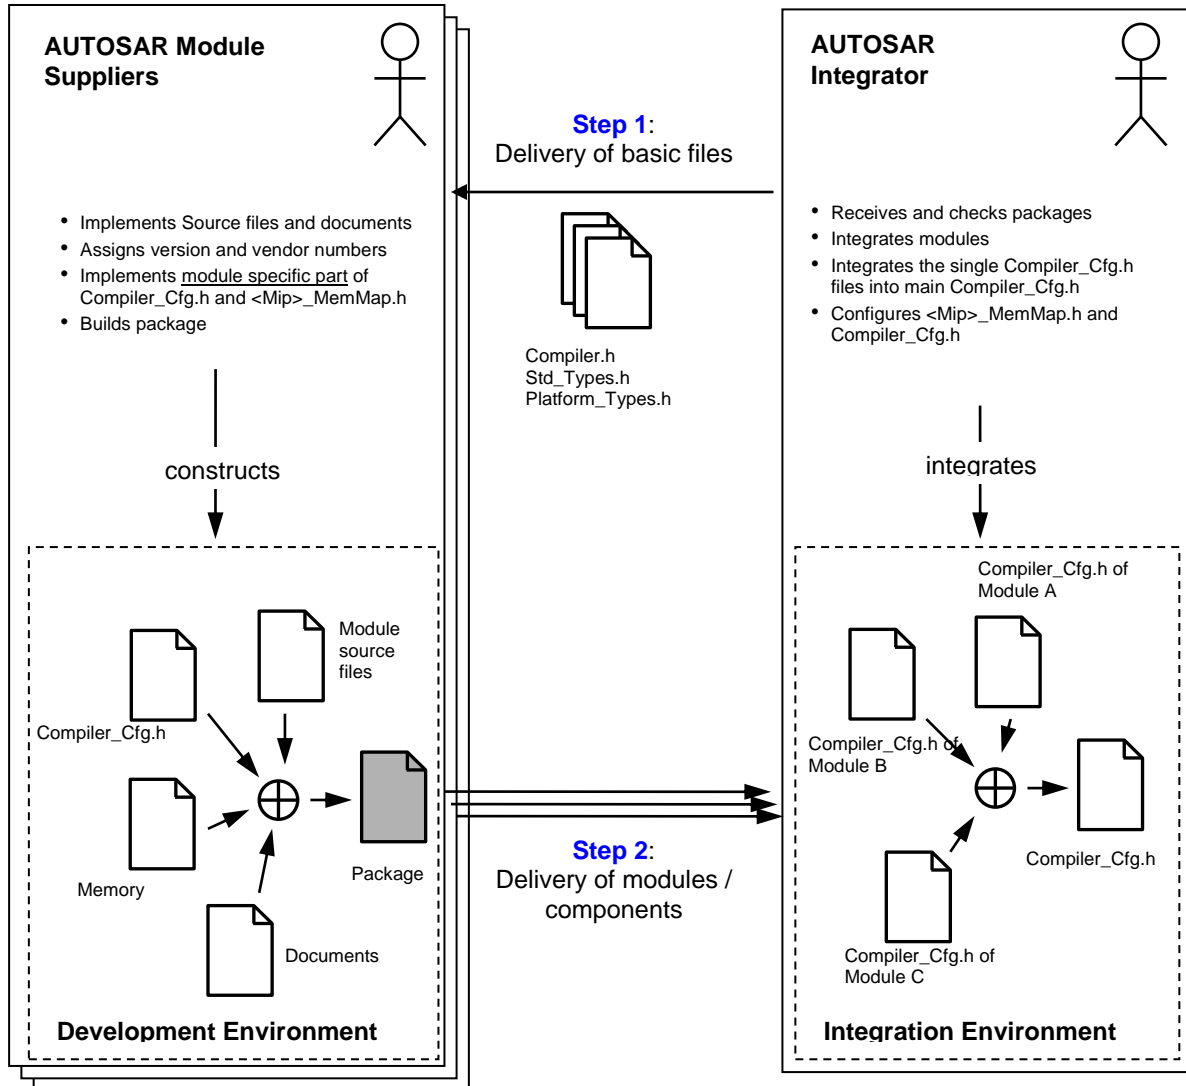 AUTOSAR Module
Suppliers
• Implements Source files and documents
• Assigns version and vendor numbers
• Implements module specific part of
Compiler_Cfg.h and <Mip>_MemMap.h
• Builds package
constructs
Module
source
files
Compiler_Cfg.h
Memory
Package
Documents
Development Environment
Step 1:
Delivery of basic files
Compiler.h
Std_Types.h
Platform_Types.h
Step 2:
Delivery of modules /
components
AUTOSAR
Integrator
• Receives and checks packages
• Integrates modules
• Integrates the single Compiler_Cfg.h
files into main Compiler_Cfg.h
• Configures <Mip>_MemMap.h and
Compiler_Cfg.h
integrates
Compiler_Cfg.h of
Module A
Compiler_Cfg.h of
Module B
Compiler_Cfg.h
Compiler_Cfg.h of
Module C
Integration Environment